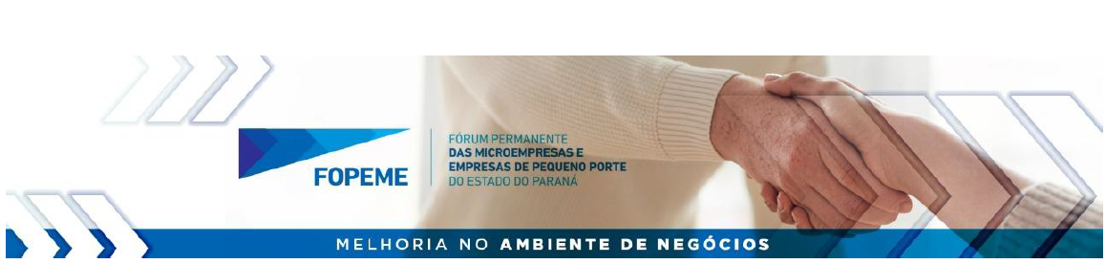 FOPEME
FÓRUM PERMANENTE
DAS MICROEMPRESAS E
EMPRESAS DE PEQUENO PORTE
DO ESTADO DO PARANÁ
MELHORIA NO AMBIENTE DE NEGÓCIOS